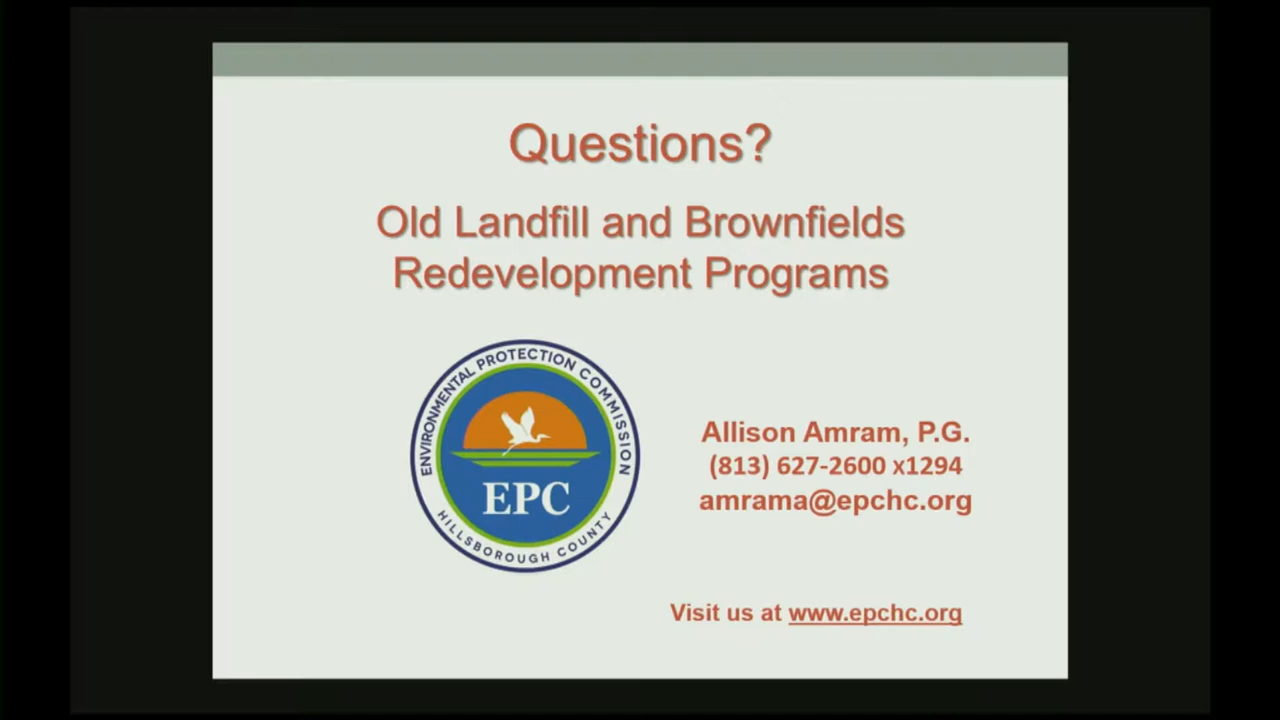 Questions?
Old Landfill and Brownfields
Redevelopment Programs
ENVIRONMENTAL PROTECTION COMMISSION
EPC
HILLSBOROUGH COUNTY
Allison Amram, P.G.
(813) 627-2600 x1294
amrama@epchc.org
Visit us at www.epchc.org